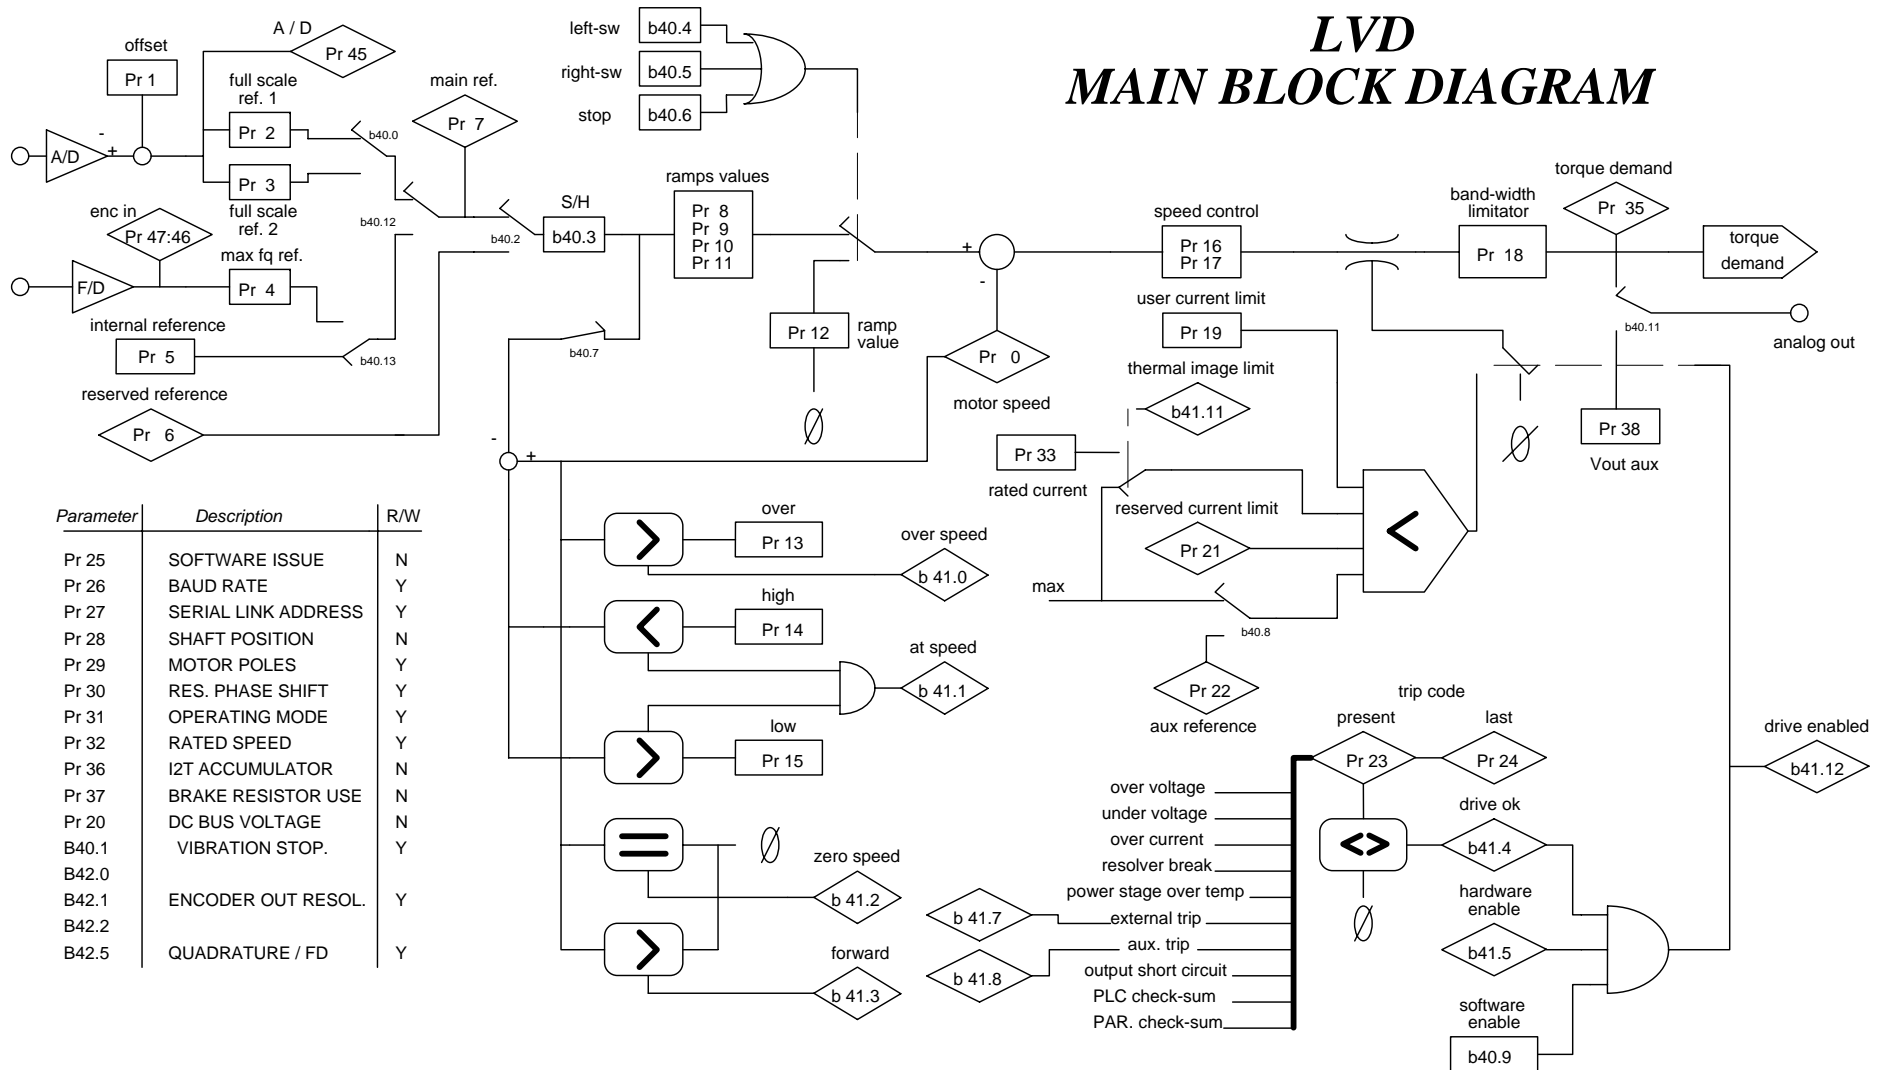 LVD
MAIN BLOCK DIAGRAM
offset
Pr 1
A / D
Pr 45
-
+
A/D
full scale
ref. 1
Pr 2
b40.0
Pr 3
full scale
ref. 2
b40.12
enc in
Pr 47:46
max fq ref.
F/D
Pr 4
internal reference
Pr 5
b40.13
reserved reference
Pr 6
main ref.
Pr 7
b40.2
S/H
b40.3
b40.7
left-sw
b40.4
right-sw
b40.5
stop
b40.6
ramps values
Pr 8
Pr 9
Pr 10
Pr 11
Pr 12
ramp
value
0
+
-
Pr 0
motor speed
speed control
Pr 16
Pr 17
user current limit
Pr 19
thermal image limit
b41.11
Pr 33
rated current
reserved current limit
Pr 21
max
b40.8
Pr 22
aux reference
<
band-width
limitator
Pr 18
torque demand
Pr 35
torque
demand
b40.11
analog out
Pr 38
Vout aux
0
-
+
over
>
Pr 13
over speed
b 41.0
high
<
Pr 14
at speed
b 41.1
low
>
Pr 15
=
0
zero speed
b 41.2
>
forward
b 41.3
Parameter Description R/W
Pr 25 SOFTWARE ISSUE N
Pr 26 BAUD RATE Y
Pr 27 SERIAL LINK ADDRESS Y
Pr 28 SHAFT POSITION N
Pr 29 MOTOR POLES Y
Pr 30 RES. PHASE SHIFT Y
Pr 31 OPERATING MODE Y
Pr 32 RATED SPEED Y
Pr 36 I2T ACCUMULATOR N
Pr 37 BRAKE RESISTOR USE N
Pr 20 DC BUS VOLTAGE N
B40.1 VIBRATION STOP. Y
B42.0
B42.1 ENCODER OUT RESOL. Y
B42.2
B42.5 QUADRATURE / FD Y
trip code
present
Pr 23
last
Pr 24
over voltage
under voltage
over current
resolver break
power stage over temp
b 41.7
external trip
aux. trip
b 41.8
output short circuit
PLC check-sum
PAR. check-sum
<>
0
drive ok
b41.4
hardware
enable
b41.5
software
enable
b40.9
drive enabled
b41.12